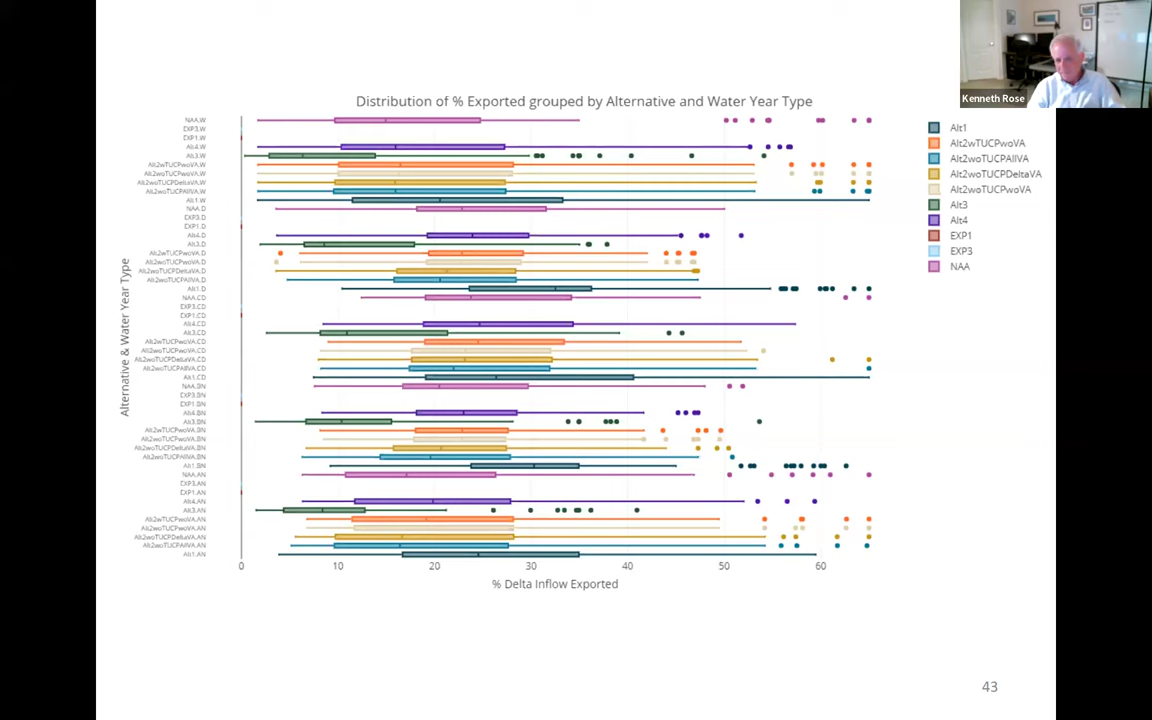 Kenneth Rose
Distribution of % Exported grouped by Alternative and Water Year Type
Alternative & Water Year Type
NAA.W
EXP3.W
EXP1.W
Alt4.W
Alt3.W
Alt2wTUCPwoVA.W
Alt2woTUCPwoVA.W
Alt2woTUCPDeltaVA.W
Alt2woTUCPAllVA.W
Alt1.W
NAA.D
EXP3.D
EXP1.D
Alt4.D
Alt3.D
Alt2wTUCPwoVA.D
Alt2woTUCPwoVA.D
Alt2woTUCPDeltaVA.D
Alt2woTUCPAllVA.D
Alt1.D
NAA.CD
EXP3.CD
EXP1.CD
Alt4.CD
Alt3.CD
Alt2wTUCPwoVA.CD
Alt2woTUCPwoVA.CD
Alt2woTUCPDeltaVA.CD
Alt2woTUCPAllVA.CD
Alt1.CD
NAA.BN
EXP3.BN
EXP1.BN
Alt4.BN
Alt3.BN
Alt2wTUCPwoVA.BN
Alt2woTUCPwoVA.BN
Alt2woTUCPDeltaVA.BN
Alt2woTUCPAllVA.BN
Alt1.BN
NAA.AN
EXP3.AN
EXP1.AN
Alt4.AN
Alt3.AN
Alt2wTUCPwoVA.AN
Alt2woTUCPwoVA.AN
Alt2woTUCPDeltaVA.AN
Alt2woTUCPAllVA.AN
Alt1.AN
0 10 20 30 40 50 60
% Delta Inflow Exported
Alt1
Alt2wTUCPwoVA
Alt2woTUCPAllVA
Alt2woTUCPDeltaVA
Alt2woTUCPwoVA
Alt3
Alt4
EXP1
EXP3
NAA
43